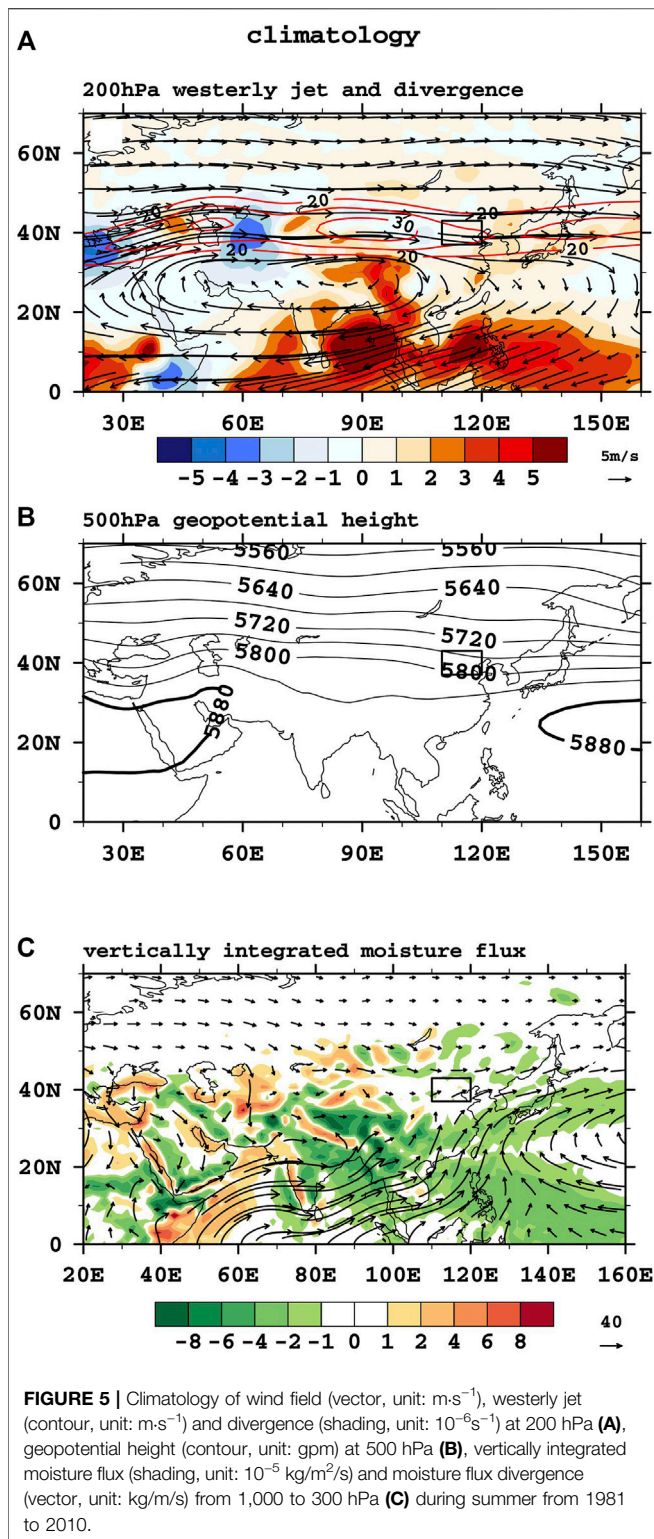 A
climatology
200hPa westerly jet and divergence
60N
40N
20N
0
20
20
20
30
20
20
20
30E 60E 90E 120E 150E
-5 -4 -3 -2 -1 0 1 2 3 4 5
5m/s
B
500hPa geopotential height
60N
40N
20N
0
5560 5560
5640 5640
5720 5720
5800 5800
5880 5880
30E 60E 90E 120E 150E
C
vertically integrated moisture flux
60N
40N
20N
0
20E 40E 60E 80E 100E 120E 140E 160E
-8 -6 -4 -2 -1 0 1 2 4 6 8
40
FIGURE 5 | Climatology of wind field (vector, unit: m·s⁻¹), westerly jet
(contour, unit: m·s⁻¹) and divergence (shading, unit: 10⁻⁶s⁻¹) at 200 hPa (A),
geopotential height (contour, unit: gpm) at 500 hPa (B), vertically integrated
moisture flux (shading, unit: 10⁻⁵ kg/m²/s) and moisture flux divergence
(vector, unit: kg/m/s) from 1,000 to 300 hPa (C) during summer from 1981
to 2010.